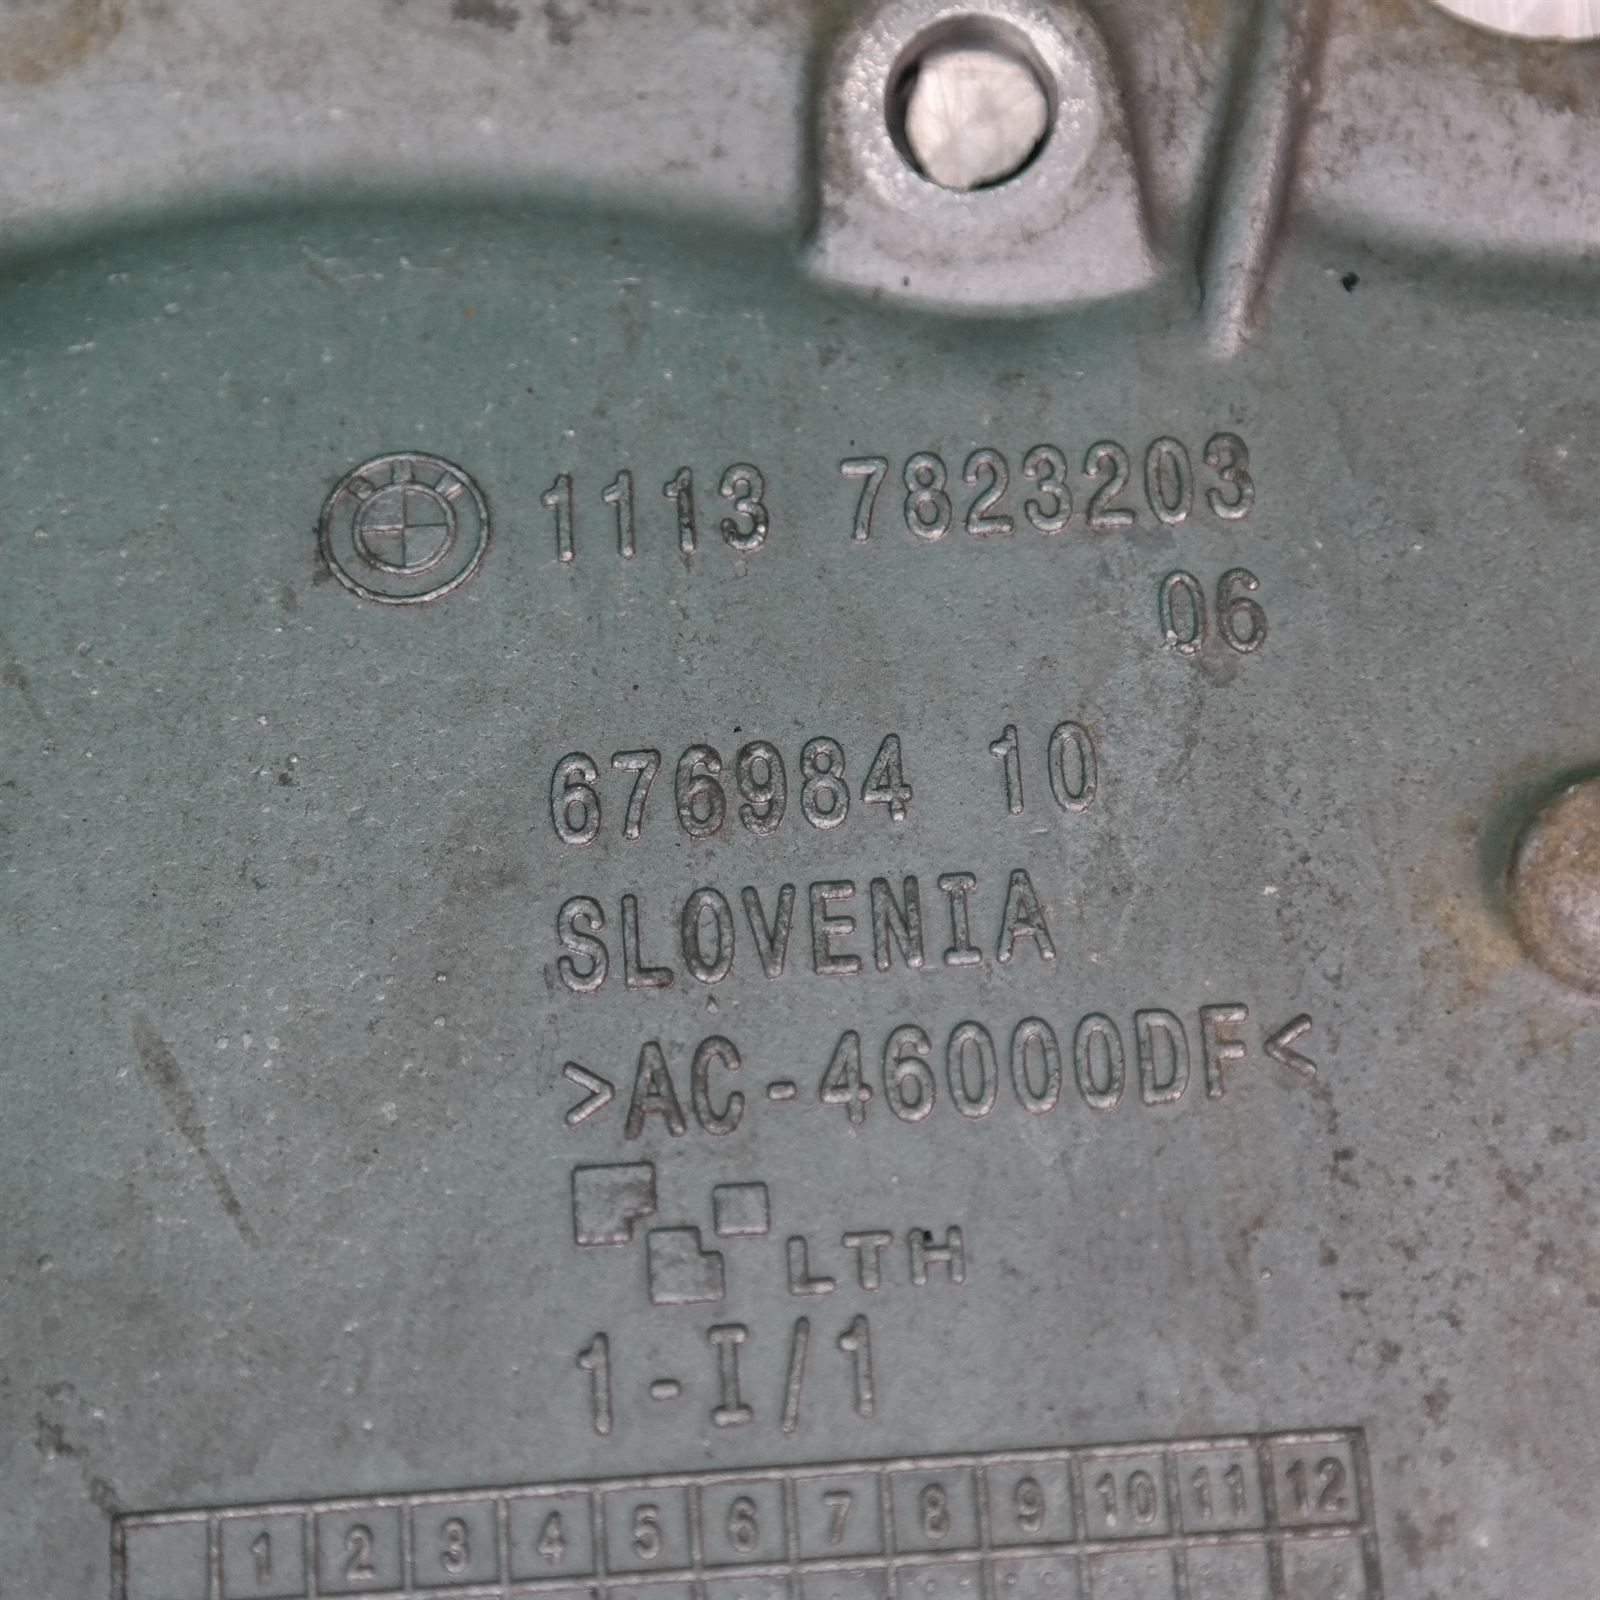 1113 7823203
06
676984 10
SLOVENIA
>AC-46000DF<
LTH
1-I/1
1 2 3 4 5 6 7 8 9 10 11 12